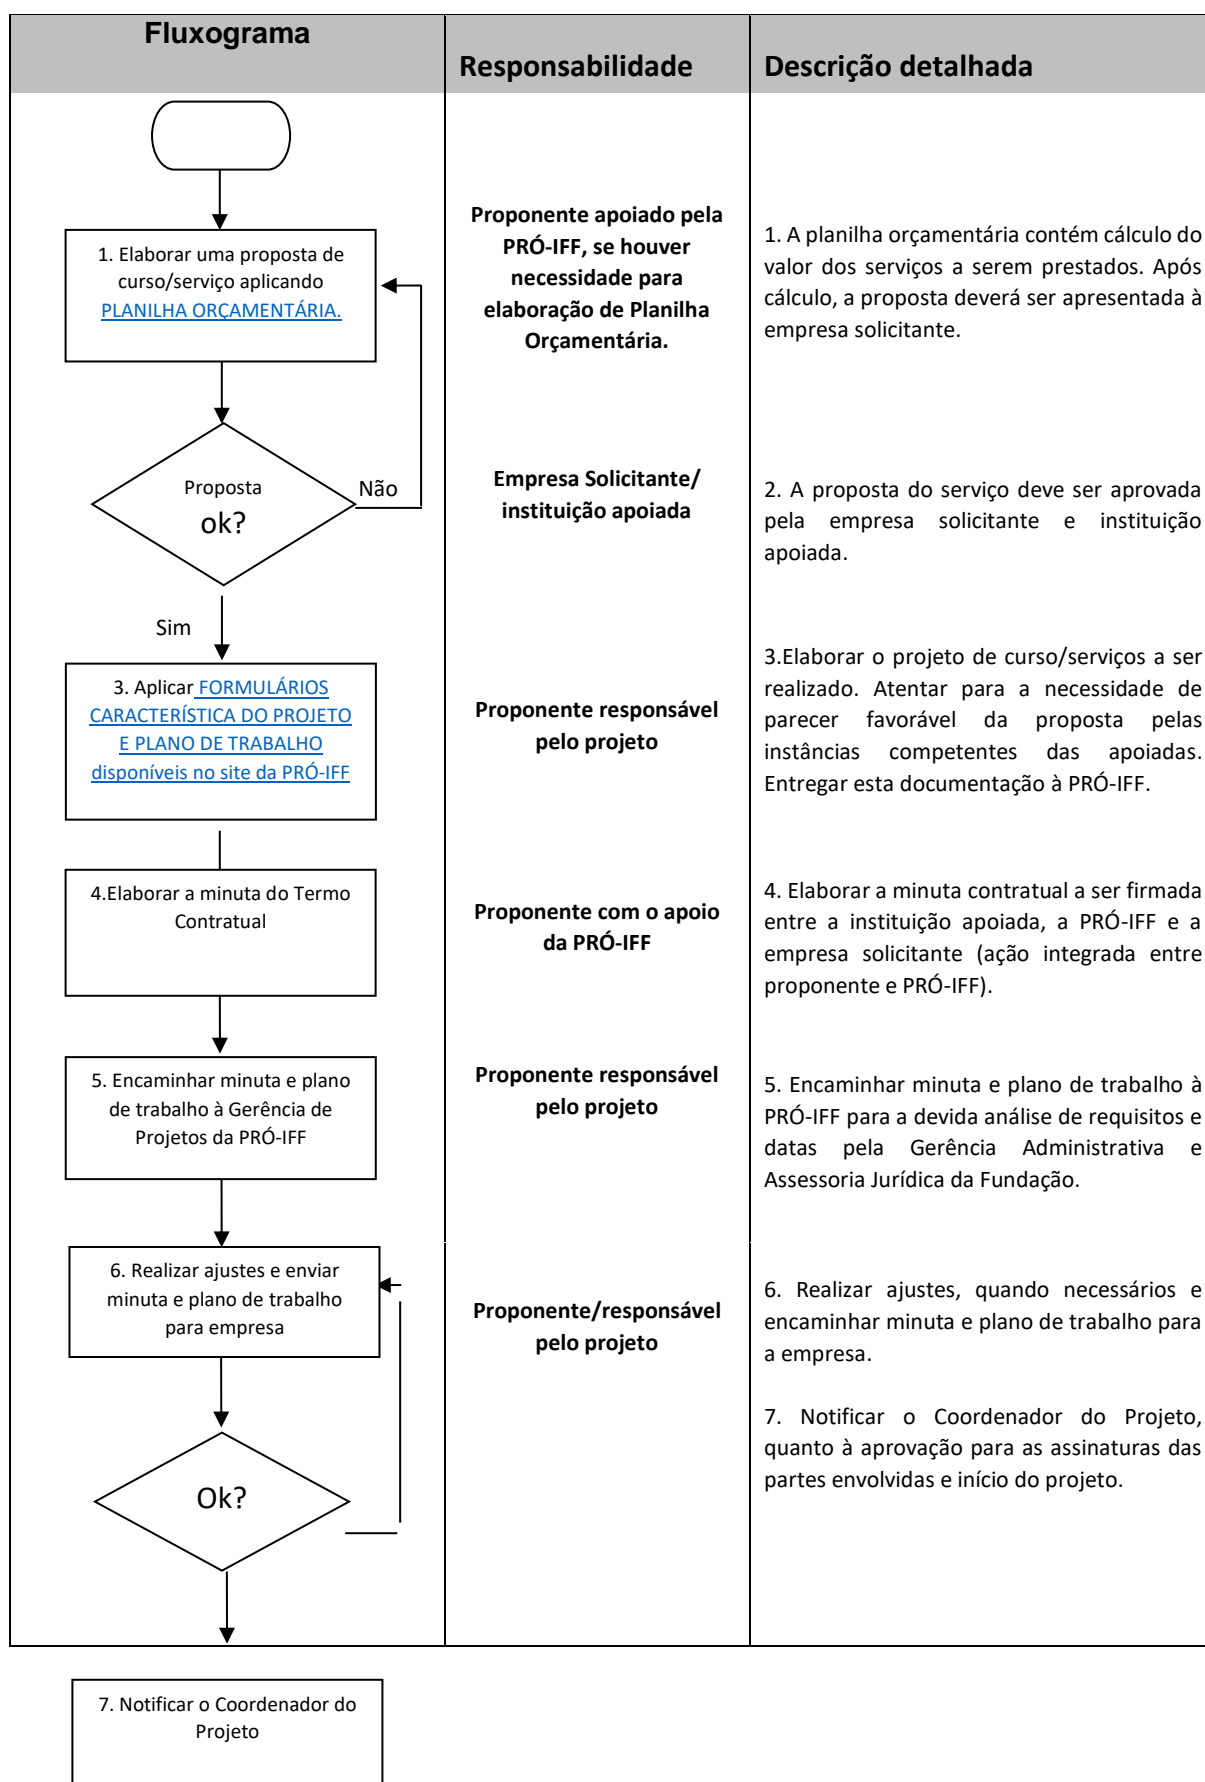 Fluxograma
Responsabilidade
Descrição detalhada
1. Elaborar uma proposta de
curso/serviço aplicando
PLANILHA ORÇAMENTÁRIA.
Proponente apoiado pela
PRÓ-IFF, se houver
necessidade para
elaboração de Planilha
Orçamentária.
1. A planilha orçamentária contém cálculo do
valor dos serviços a serem prestados. Após
cálculo, a proposta deverá ser apresentada à
empresa solicitante.
Proposta
ok?
Não
Empresa Solicitante/
instituição apoiada
2. A proposta do serviço deve ser aprovada
pela empresa solicitante e instituição
apoiada.
Sim
3. Aplicar FORMULÁRIOS
CARACTERÍSTICA DO PROJETO
E PLANO DE TRABALHO
disponíveis no site da PRÓ-IFF
Proponente responsável
pelo projeto
3.Elaborar o projeto de curso/serviços a ser
realizado. Atentar para a necessidade de
parecer favorável da proposta pelas
instâncias competentes das apoiadas.
Entregar esta documentação à PRÓ-IFF.
4.Elaborar a minuta do Termo
Contratual
Proponente com o apoio
da PRÓ-IFF
4. Elaborar a minuta contratual a ser firmada
entre a instituição apoiada, a PRÓ-IFF e a
empresa solicitante (ação integrada entre
proponente e PRÓ-IFF).
5. Encaminhar minuta e plano
de trabalho à Gerência de
Projetos da PRÓ-IFF
Proponente responsável
pelo projeto
5. Encaminhar minuta e plano de trabalho à
PRÓ-IFF para a devida análise de requisitos e
datas pela Gerência Administrativa e
Assessoria Jurídica da Fundação.
6. Realizar ajustes e enviar
minuta e plano de trabalho
para empresa
Proponente/responsável
pelo projeto
6. Realizar ajustes, quando necessários e
encaminhar minuta e plano de trabalho para
a empresa.
7. Notificar o Coordenador do Projeto,
quanto à aprovação para as assinaturas das
partes envolvidas e início do projeto.
Ok?
7. Notificar o Coordenador do
Projeto